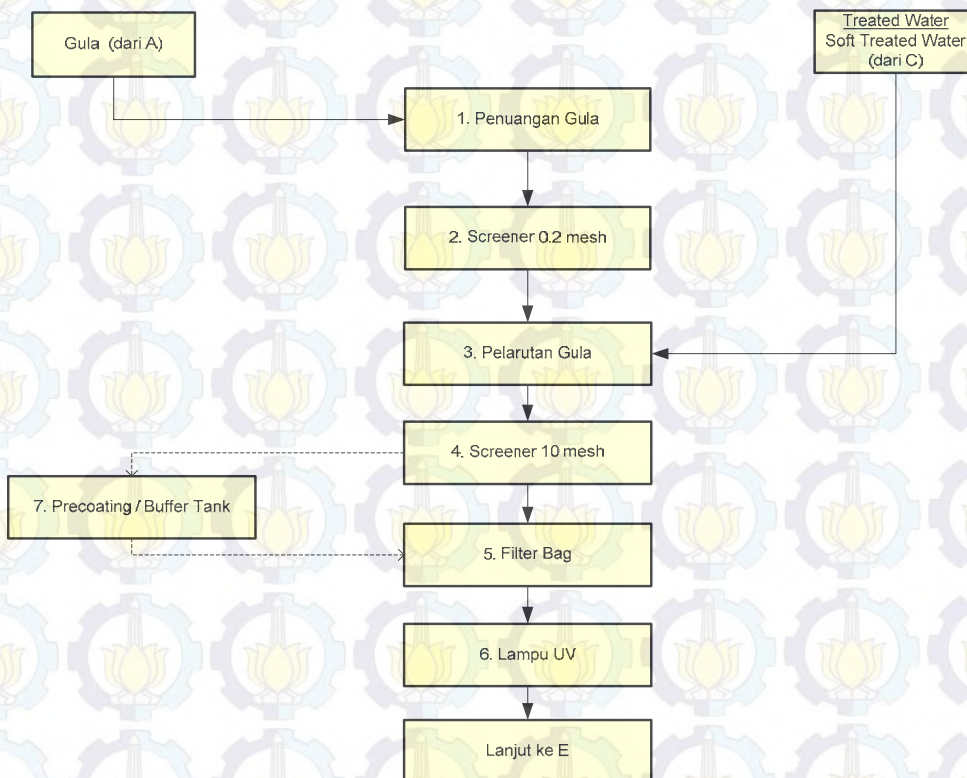 Gula (dari A)
Treated Water
Soft Treated Water
(dari C)
1. Penuangan Gula
2. Screener 0.2 mesh
3. Pelarutan Gula
4. Screener 10 mesh
7. Precoating / Buffer Tank
5. Filter Bag
6. Lampu UV
Lanjut ke E